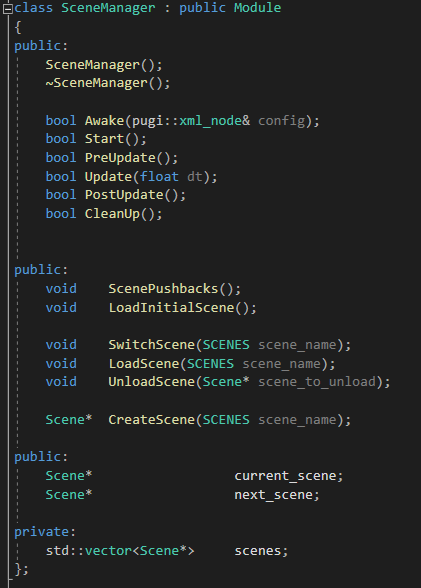 class SceneManager : public Module
{
public:
    SceneManager();
    ~SceneManager();

    bool Awake(pugi::xml_node& config);
    bool Start();
    bool PreUpdate();
    bool Update(float dt);
    bool PostUpdate();
    bool CleanUp();


public:
    void    ScenePushbacks();
    void    LoadInitialScene();

    void    SwitchScene(SCENES scene_name);
    void    LoadScene(SCENES scene_name);
    void    UnloadScene(Scene* scene_to_unload);

    Scene*  CreateScene(SCENES scene_name);

public:
    Scene*                  current_scene;
    Scene*                  next_scene;

private:
    std::vector<Scene*>     scenes;
};